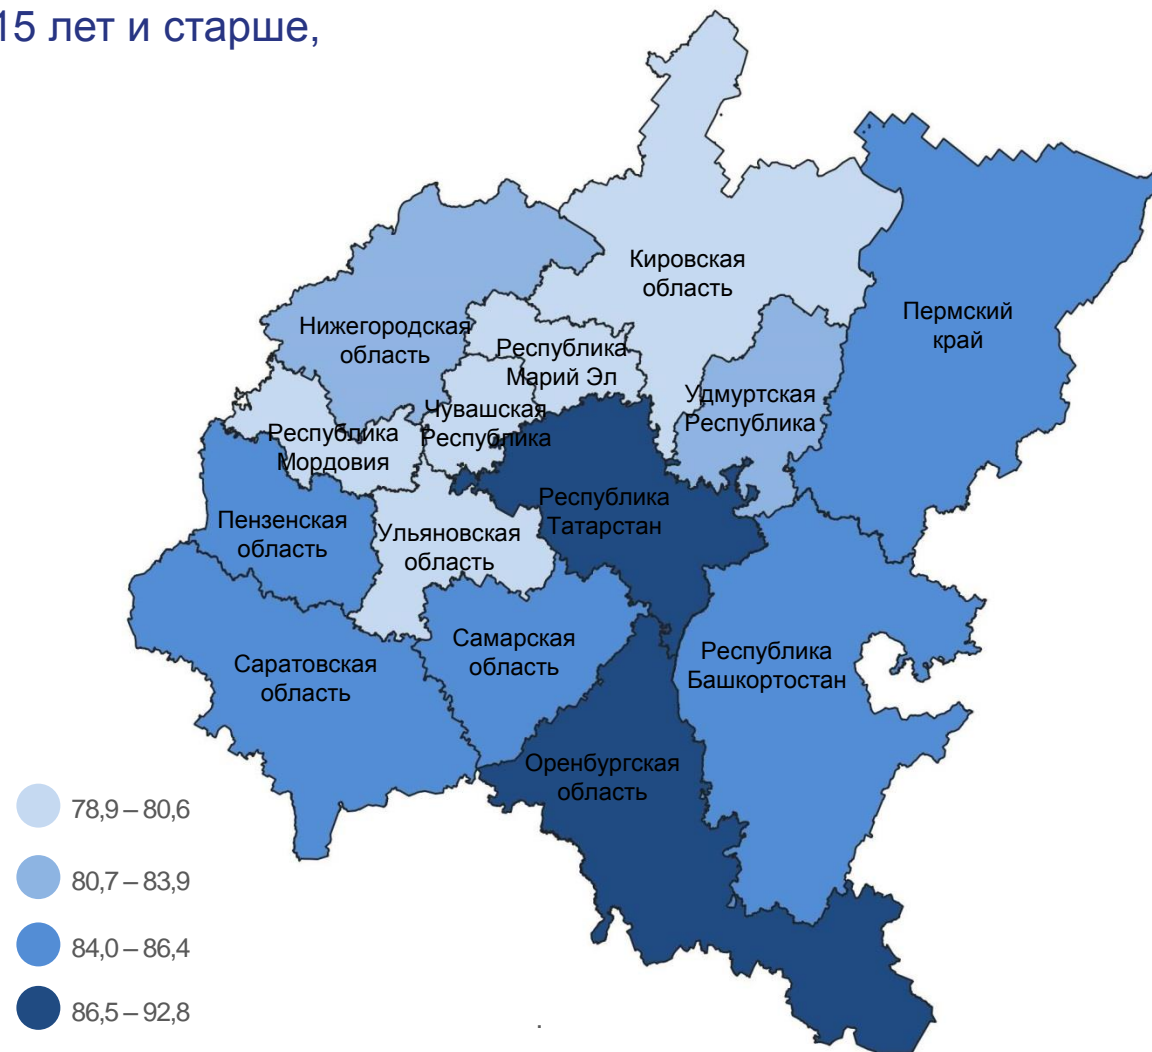 15 лет и старше,
Кировская
область
Пермский
край
Нижегородская
область
Республика
Марий Эл
Удмуртская
Республика
Чувашская
Республика
Республика
Мордовия
Республика
Татарстан
Пензенская
область
Ульяновская
область
Самарская
область
Саратовская
область
Республика
Башкортостан
Оренбургская
область
78,9 – 80,6
80,7 – 83,9
84,0 – 86,4
86,5 – 92,8
.